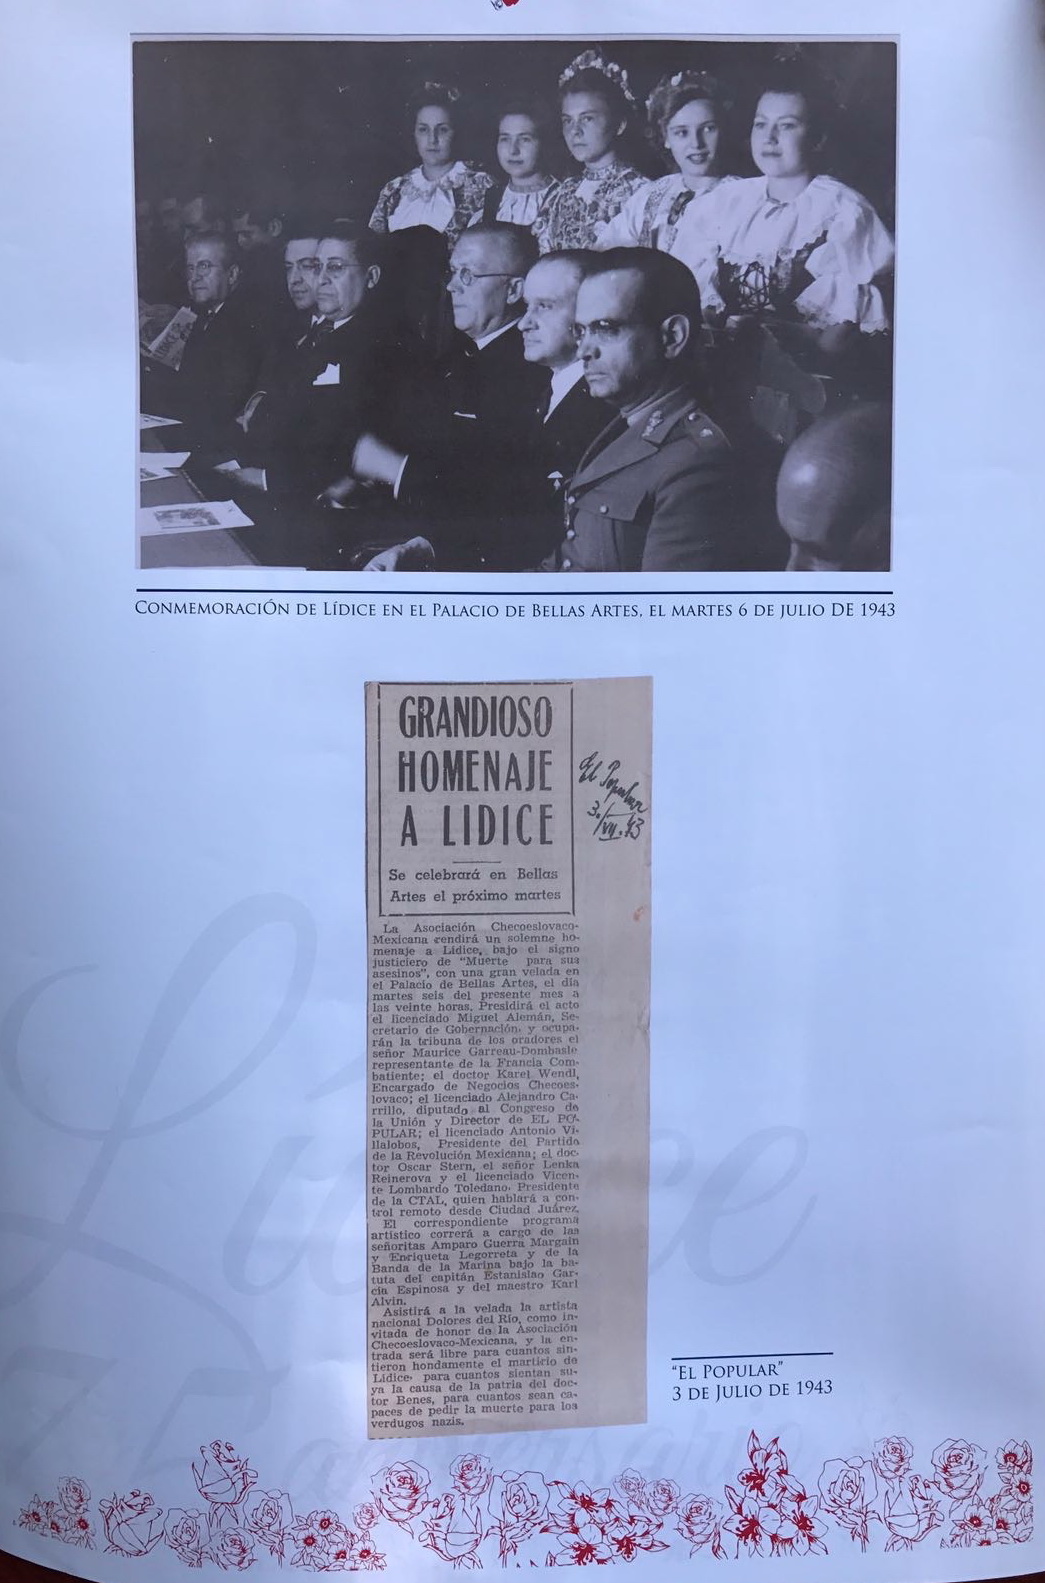 CONMEMORACIÓN DE LÍDICE EN EL PALACIO DE BELLAS ARTES, EL MARTES 6 DE JULIO DE 1943
GRANDIOSO
HOMENAJE
A LIDICE
El Popular
3./VII.43
Se celebrará en Bellas
Artes el próximo martes
La Asociación Checoeslovaco-
Mexicana rendirá un solemne ho-
menaje a Lídice, bajo el signo
justiciero de "Muerte para sus
asesinos", con una gran velada en
el Palacio de Bellas Artes, el día
martes seis del presente mes a
las veinte horas. Presidirá el acto
el licenciado Miguel Alemán, Se-
cretario de Gobernación, y ocupa-
rán la tribuna de los oradores el
señor Maurice Garreau-Dombasle
representante de la Francia Com-
batiente; el doctor Karel Wendl,
Encargado de Negocios Checoes-
lovaco; el licenciado Alejandro Ca-
rrillo, diputado al Congreso de
la Unión y Director de EL PO-
PULAR; el licenciado Antonio Vi-
llalobos, Presidente del Partido
de la Revolución Mexicana; el doc-
tor Oscar Stern, el señor Lenka
Reinerova y el licenciado Vicen-
te Lombardo Toledano, Presidente
de la CTAL, quien hablará a con-
trol remoto desde Ciudad Juárez.
El correspondiente programa
artístico correrá a cargo de las
señoritas Amparo Guerra Margain
y Enriqueta Legorreta y de la
Banda de la Marina bajo la ba-
tuta del capitán Estanislao Gar-
cía Espinosa y del maestro Karl
Alvin.
Asistirá a la velada la artista
nacional Dolores del Río, como in-
vitada de honor de la Asociación
Checoeslovaco-Mexicana, y la en-
trada será libre para cuantos sin-
tieron hondamente el martirio de
Lídice, para cuantos sientan su-
ya la causa de la patria del doc-
tor Benes, para cuantos sean ca-
paces de pedir la muerte para los
verdugos nazis.
"EL POPULAR"
3 DE JULIO DE 1943
Lídice
75 aniversario